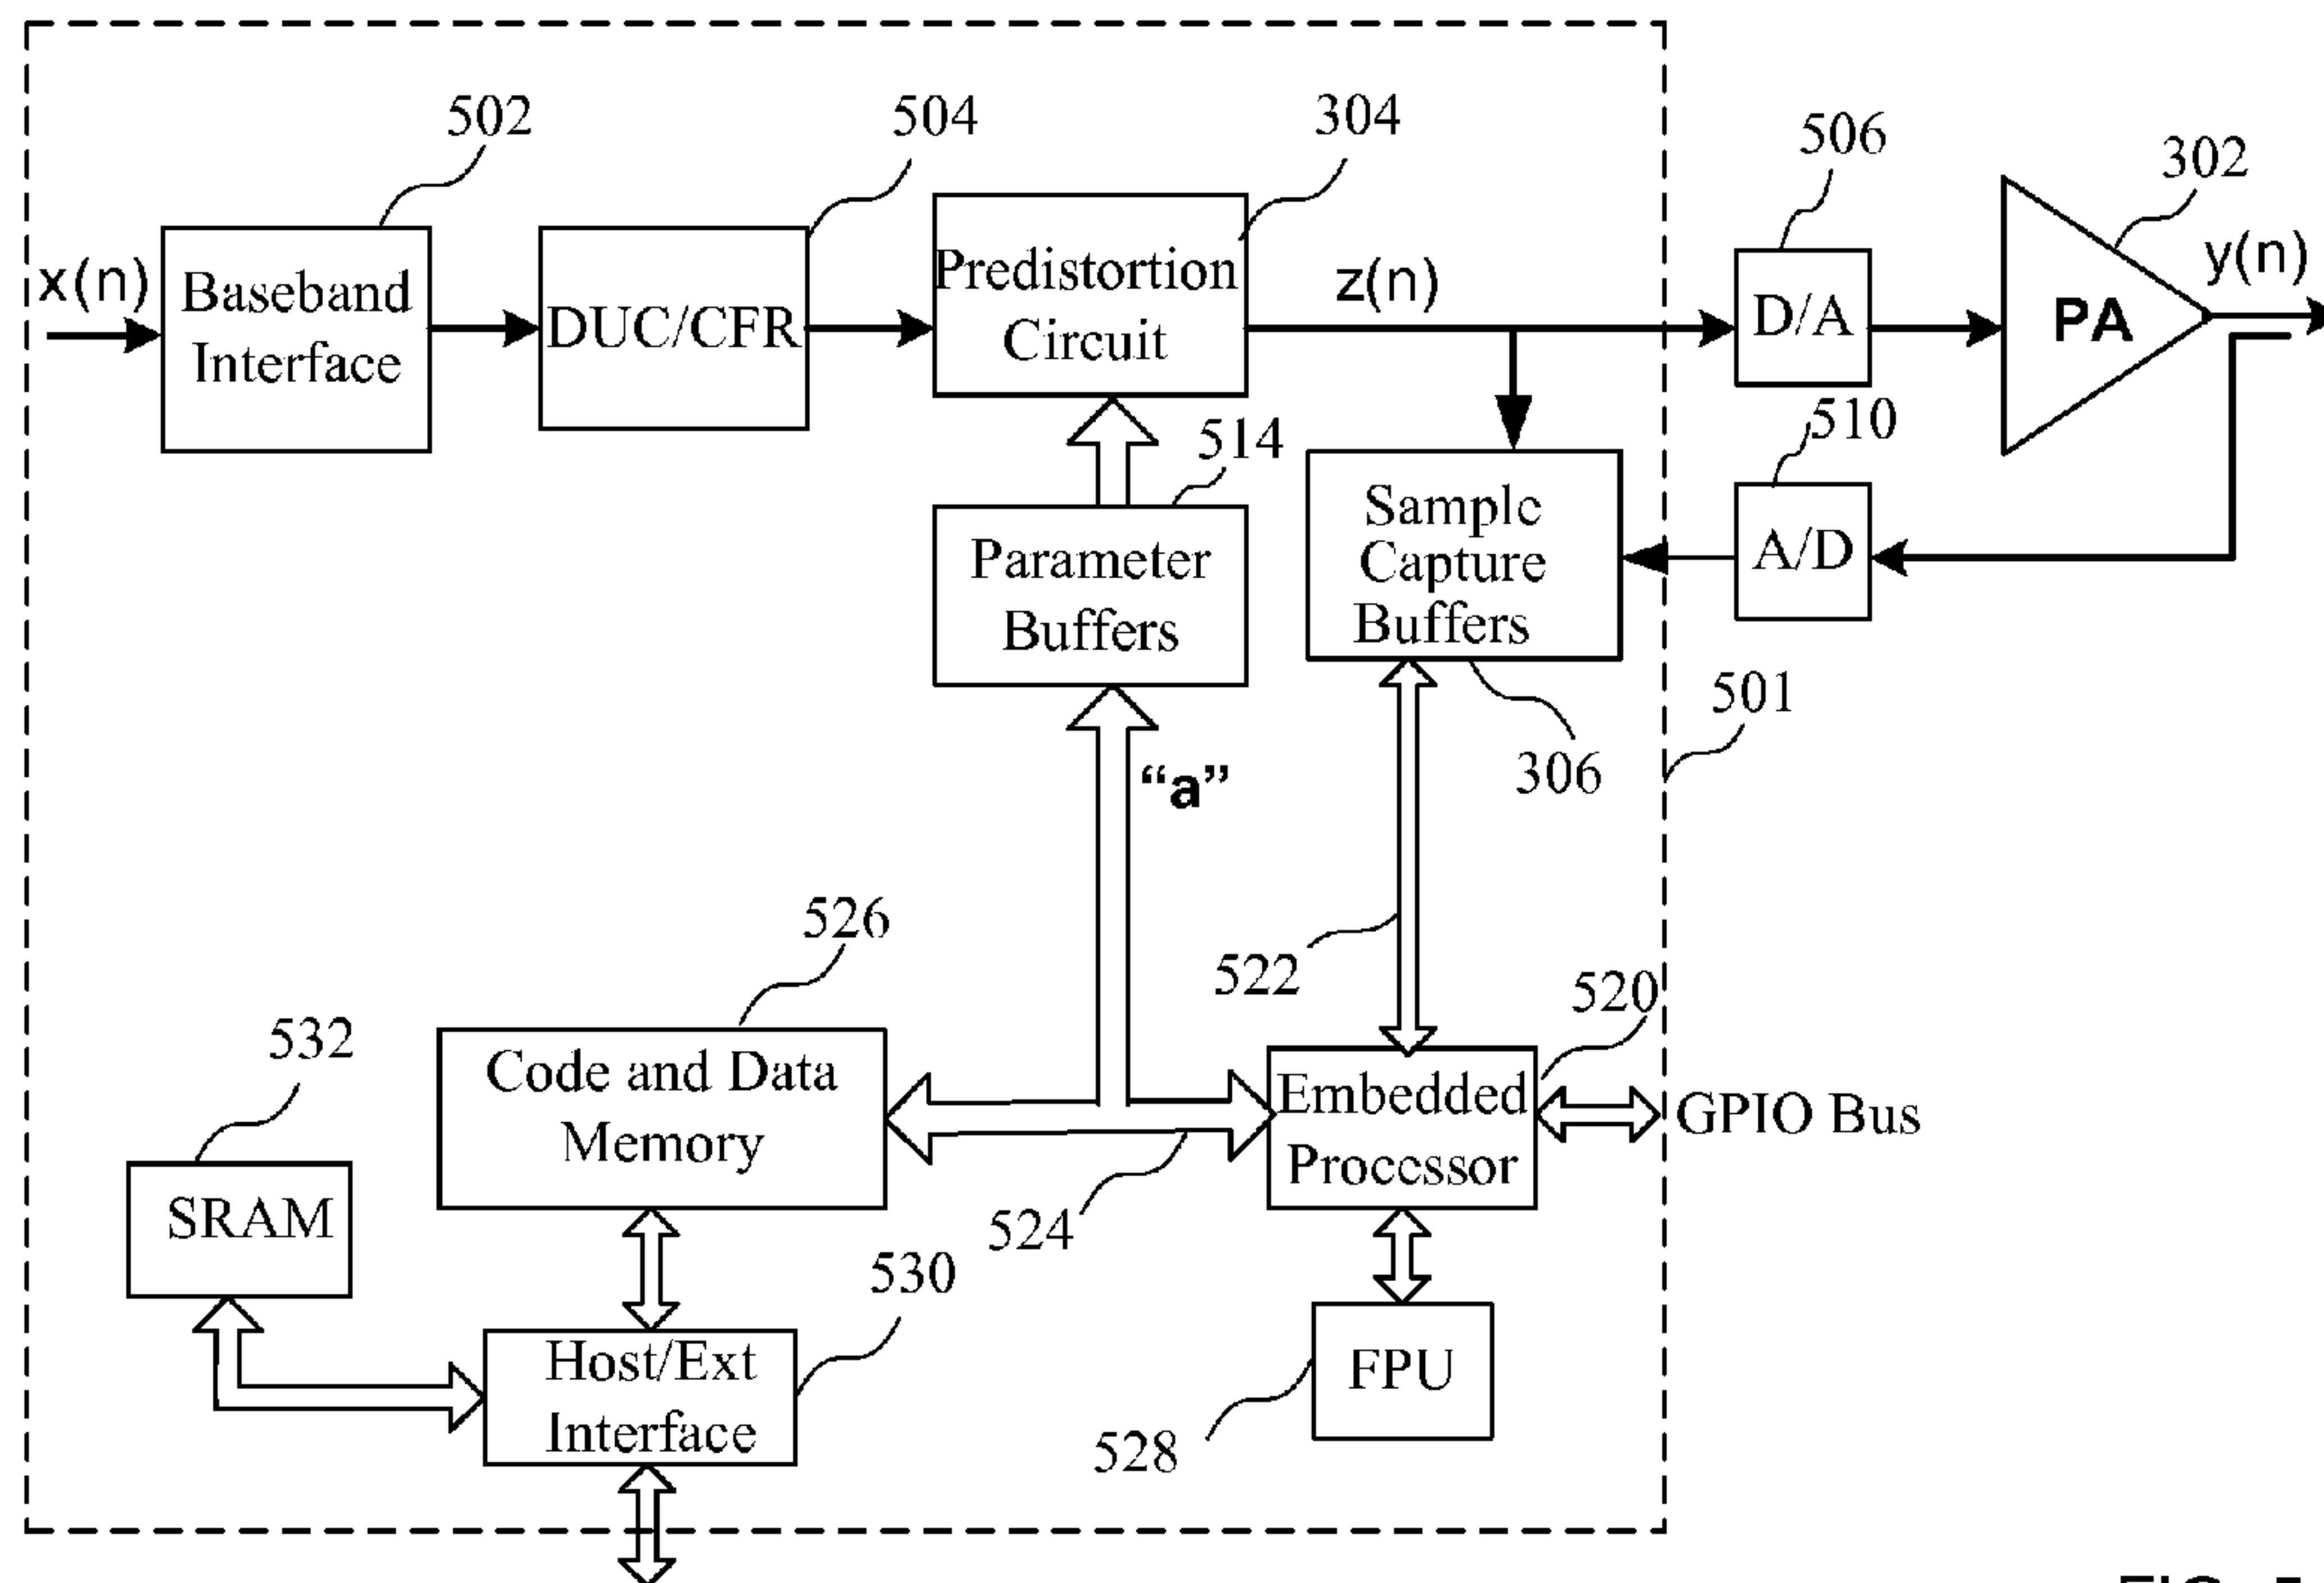 502
504
304
506
302
x(n)
Baseband
Interface
DUC/CFR
Predistortion
Circuit
z(n)
D/A
PA
y(n)
514
510
Parameter
Buffers
Sample
Capture
Buffers
A/D
501
306
"a"
526
522
520
532
Code and Data
Memory
Embedded
Processor
GPIO Bus
SRAM
524
530
Host/Ext
Interface
FPU
528